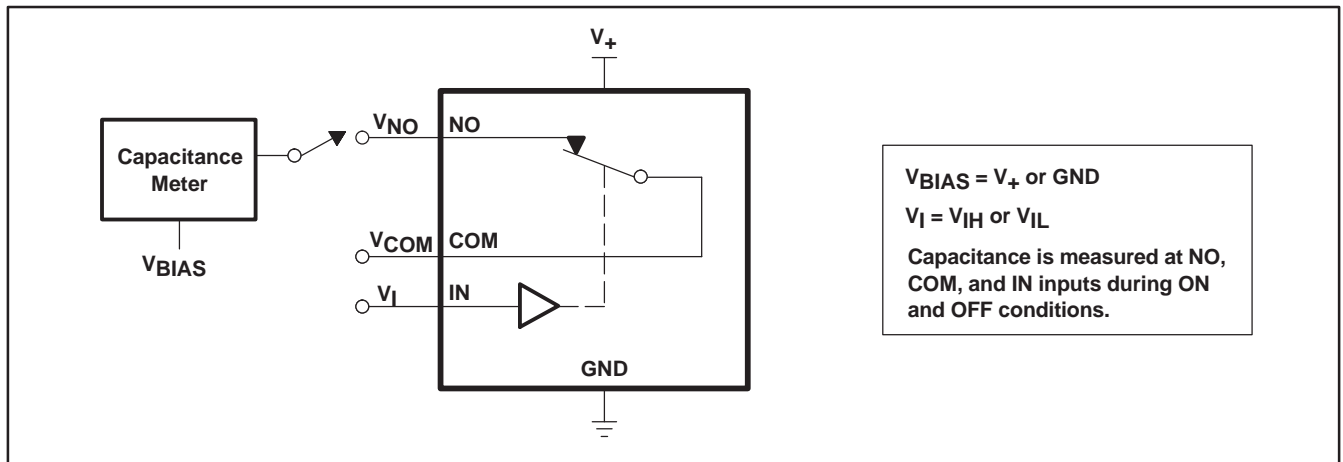 V+
VNO
NO
Capacitance
Meter
VBIAS
VCOM
COM
VI
IN
GND
VBIAS = V+ or GND
VI = VIH or VIL
Capacitance is measured at NO,
COM, and IN inputs during ON
and OFF conditions.